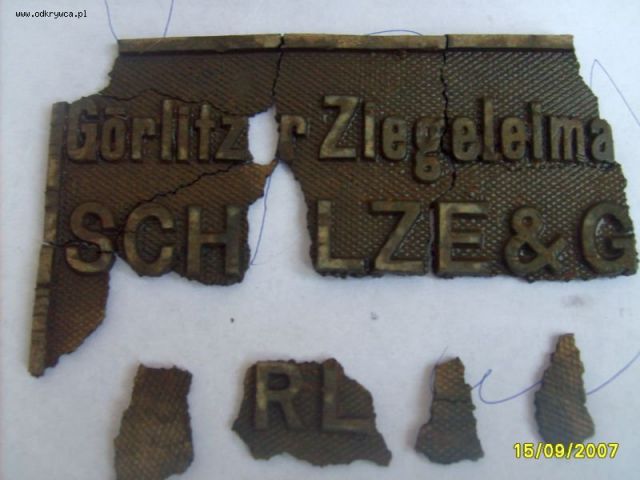 www.odkrywca.pl
Görlitz r Ziegeleima
SCH LZE & G
RL
15/09/2007